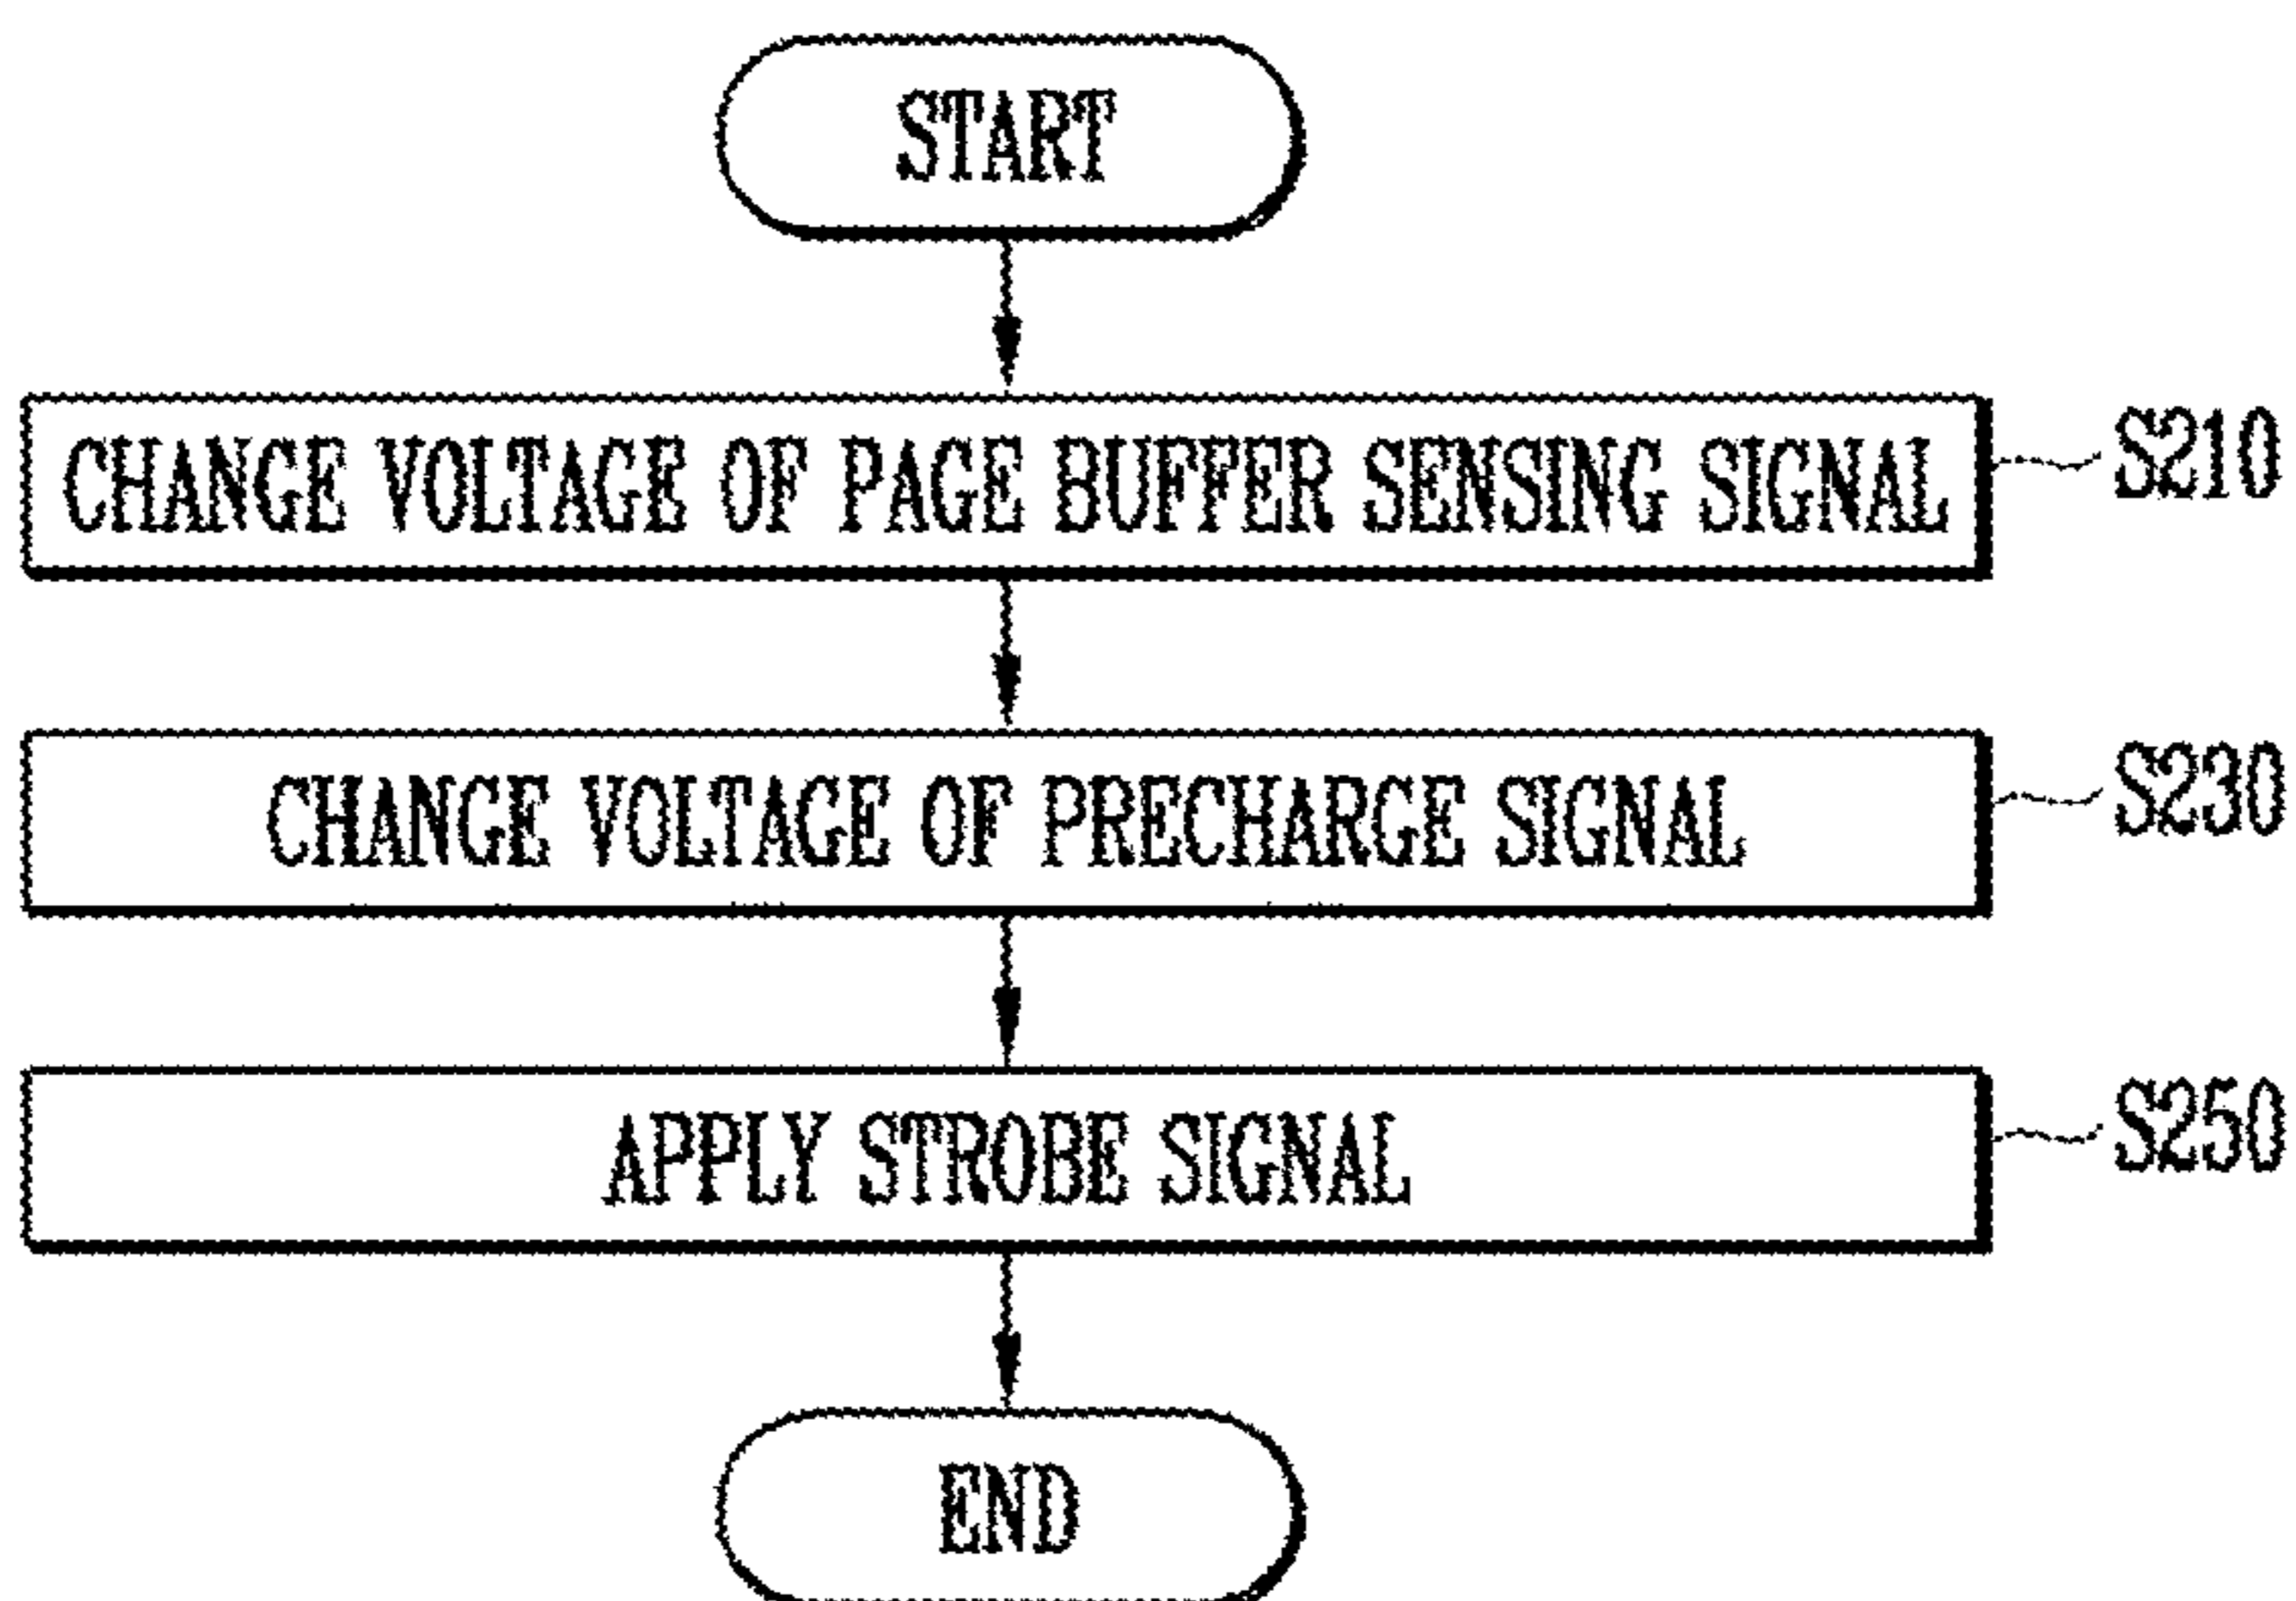 START
CHANGE VOLTAGE OF PAGE BUFFER SENSING SIGNAL
S210
CHANGE VOLTAGE OF PRECHARGE SIGNAL
S230
APPLY STROBE SIGNAL
S250
END